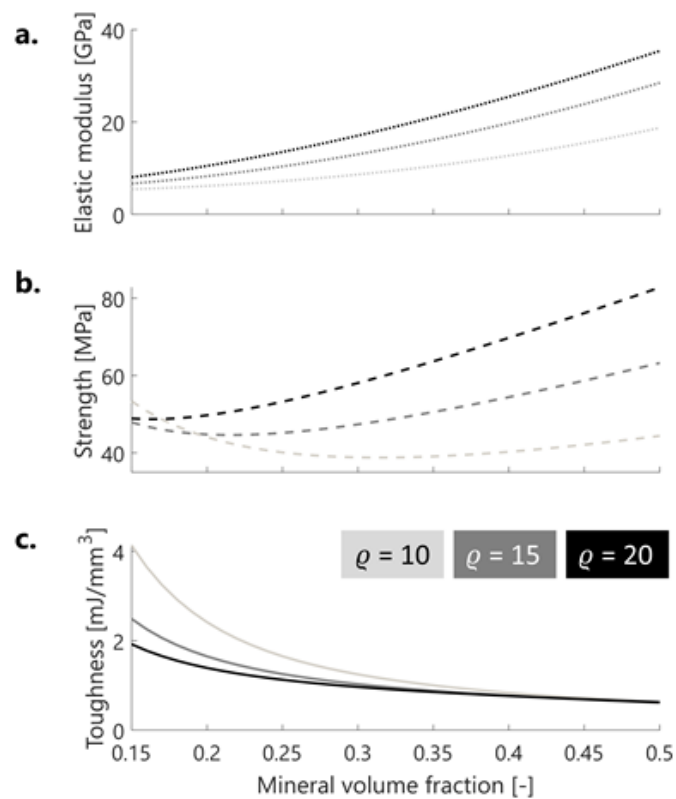 a.
Elastic modulus [GPa]
40
20
0
b.
Strength [MPa]
80
60
40
c.
Toughness [mJ/mm³]
4
2
0
ϱ = 10 ϱ = 15 ϱ = 20
0.15 0.2 0.25 0.3 0.35 0.4 0.45 0.5
Mineral volume fraction [-]